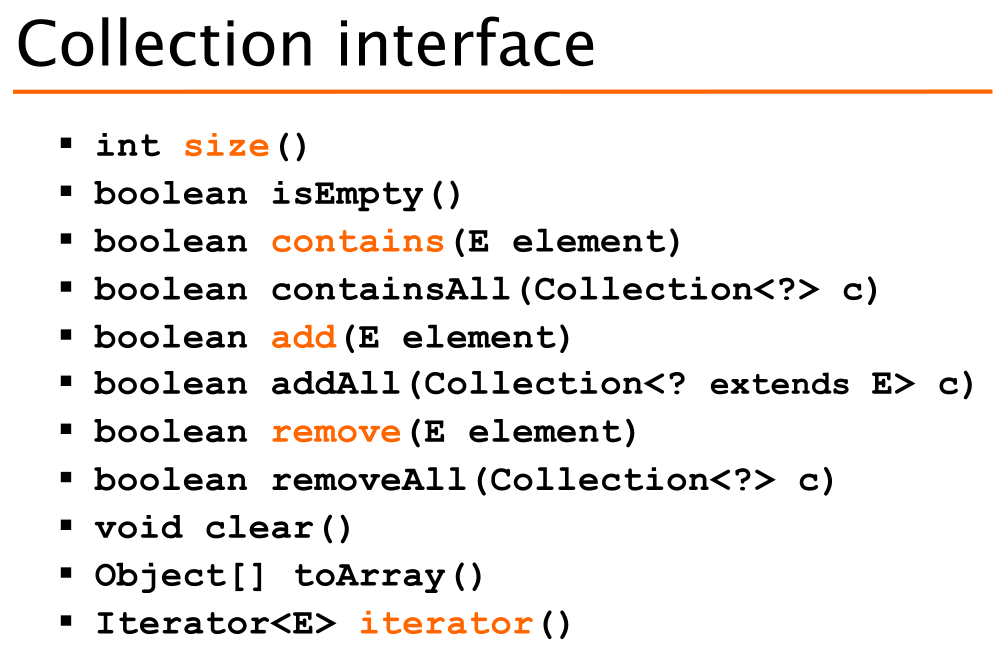 Collection interface
▪ int size()
▪ boolean isEmpty()
▪ boolean contains(E element)
▪ boolean containsAll(Collection<?> c)
▪ boolean add(E element)
▪ boolean addAll(Collection<? extends E> c)
▪ boolean remove(E element)
▪ boolean removeAll(Collection<?> c)
▪ void clear()
▪ Object[] toArray()
▪ Iterator<E> iterator()